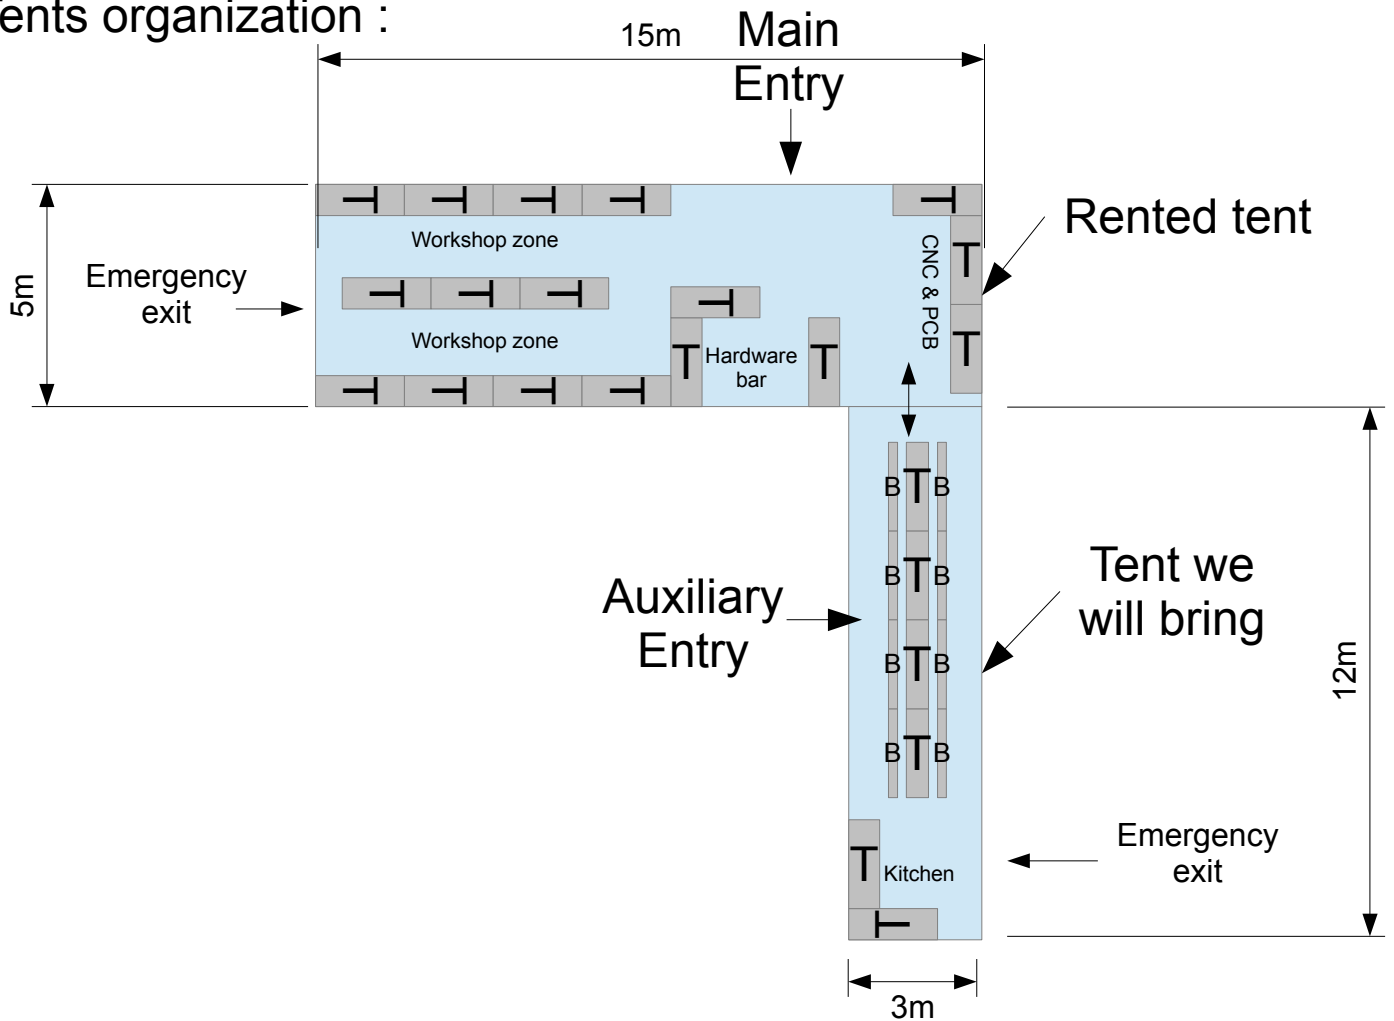 ents organization :
15m
Main
Entry
T T T T T
Workshop zone
Rented tent
CNC & PCB
T
T
Emergency
exit
5m
T T T
T
Workshop zone
Hardware
bar
T T
T T T T
B T B
B T B
B T B
B T B
Auxiliary
Entry
Tent we
will bring
12m
Emergency
exit
T
Kitchen
T
3m